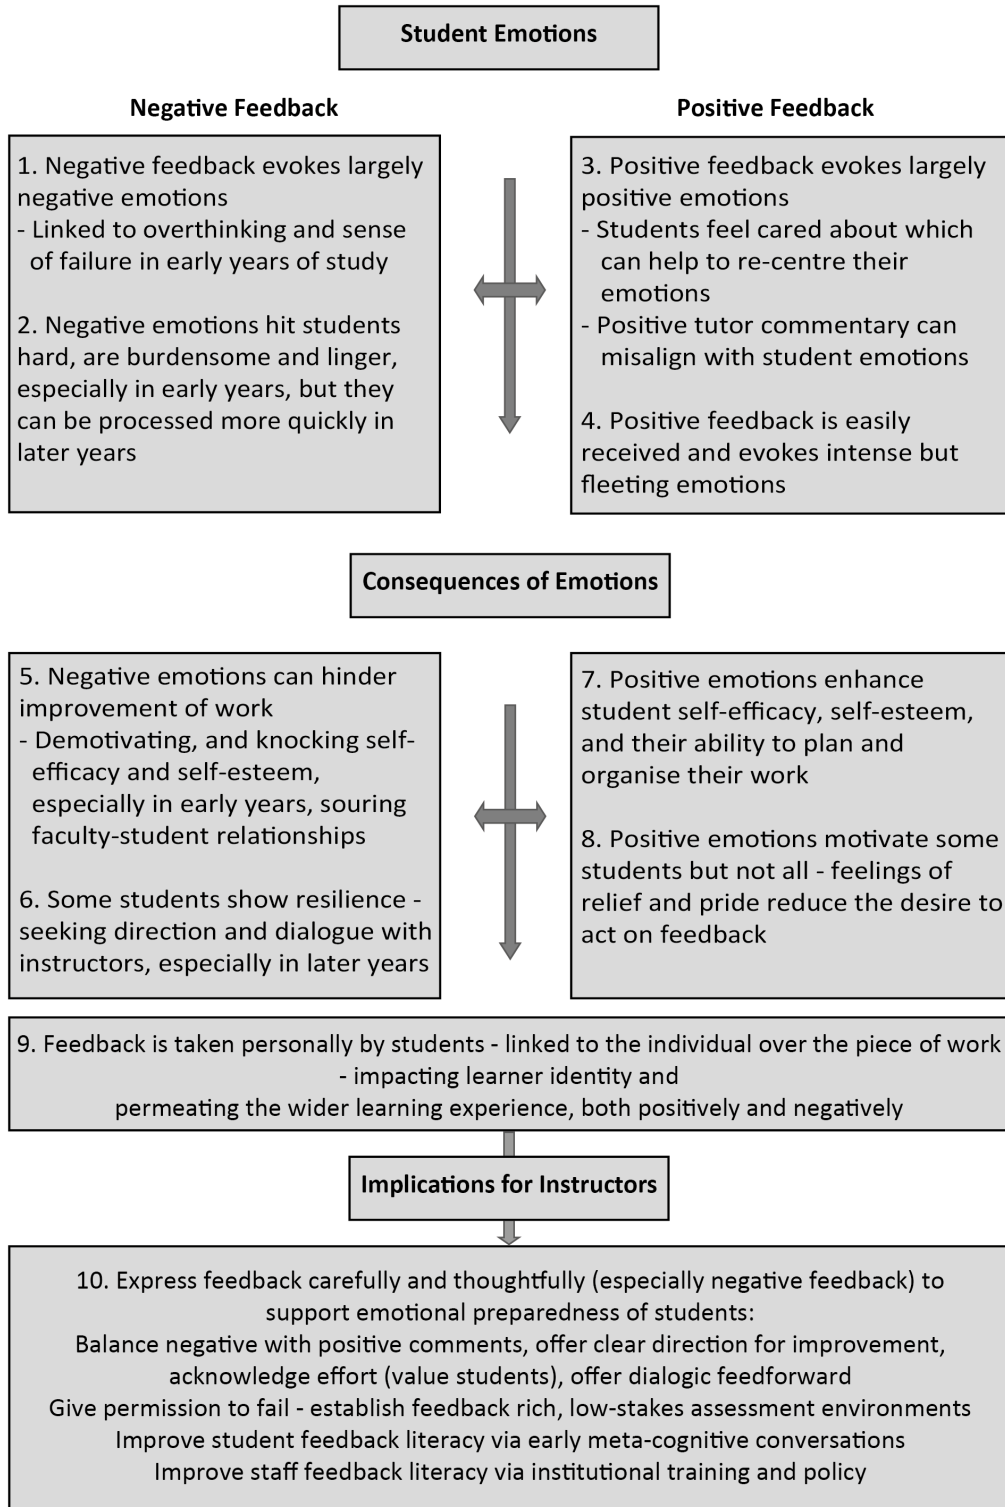 Student Emotions
Negative Feedback
Positive Feedback
1. Negative feedback evokes largely
negative emotions
- Linked to overthinking and sense
of failure in early years of study
2. Negative emotions hit students
hard, are burdensome and linger,
especially in early years, but they
can be processed more quickly in
later years
3. Positive feedback evokes largely
positive emotions
- Students feel cared about which
can help to re-centre their
emotions
- Positive tutor commentary can
misalign with student emotions
4. Positive feedback is easily
received and evokes intense but
fleeting emotions
Consequences of Emotions
5. Negative emotions can hinder
improvement of work
- Demotivating, and knocking self-
efficacy and self-esteem,
especially in early years, souring
faculty-student relationships
6. Some students show resilience -
seeking direction and dialogue with
instructors, especially in later years
7. Positive emotions enhance
student self-efficacy, self-esteem,
and their ability to plan and
organise their work
8. Positive emotions motivate some
students but not all - feelings of
relief and pride reduce the desire to
act on feedback
9. Feedback is taken personally by students - linked to the individual over the piece of work
- impacting learner identity and
permeating the wider learning experience, both positively and negatively
Implications for Instructors
10. Express feedback carefully and thoughtfully (especially negative feedback) to
support emotional preparedness of students:
Balance negative with positive comments, offer clear direction for improvement,
acknowledge effort (value students), offer dialogic feedforward
Give permission to fail - establish feedback rich, low-stakes assessment environments
Improve student feedback literacy via early meta-cognitive conversations
Improve staff feedback literacy via institutional training and policy